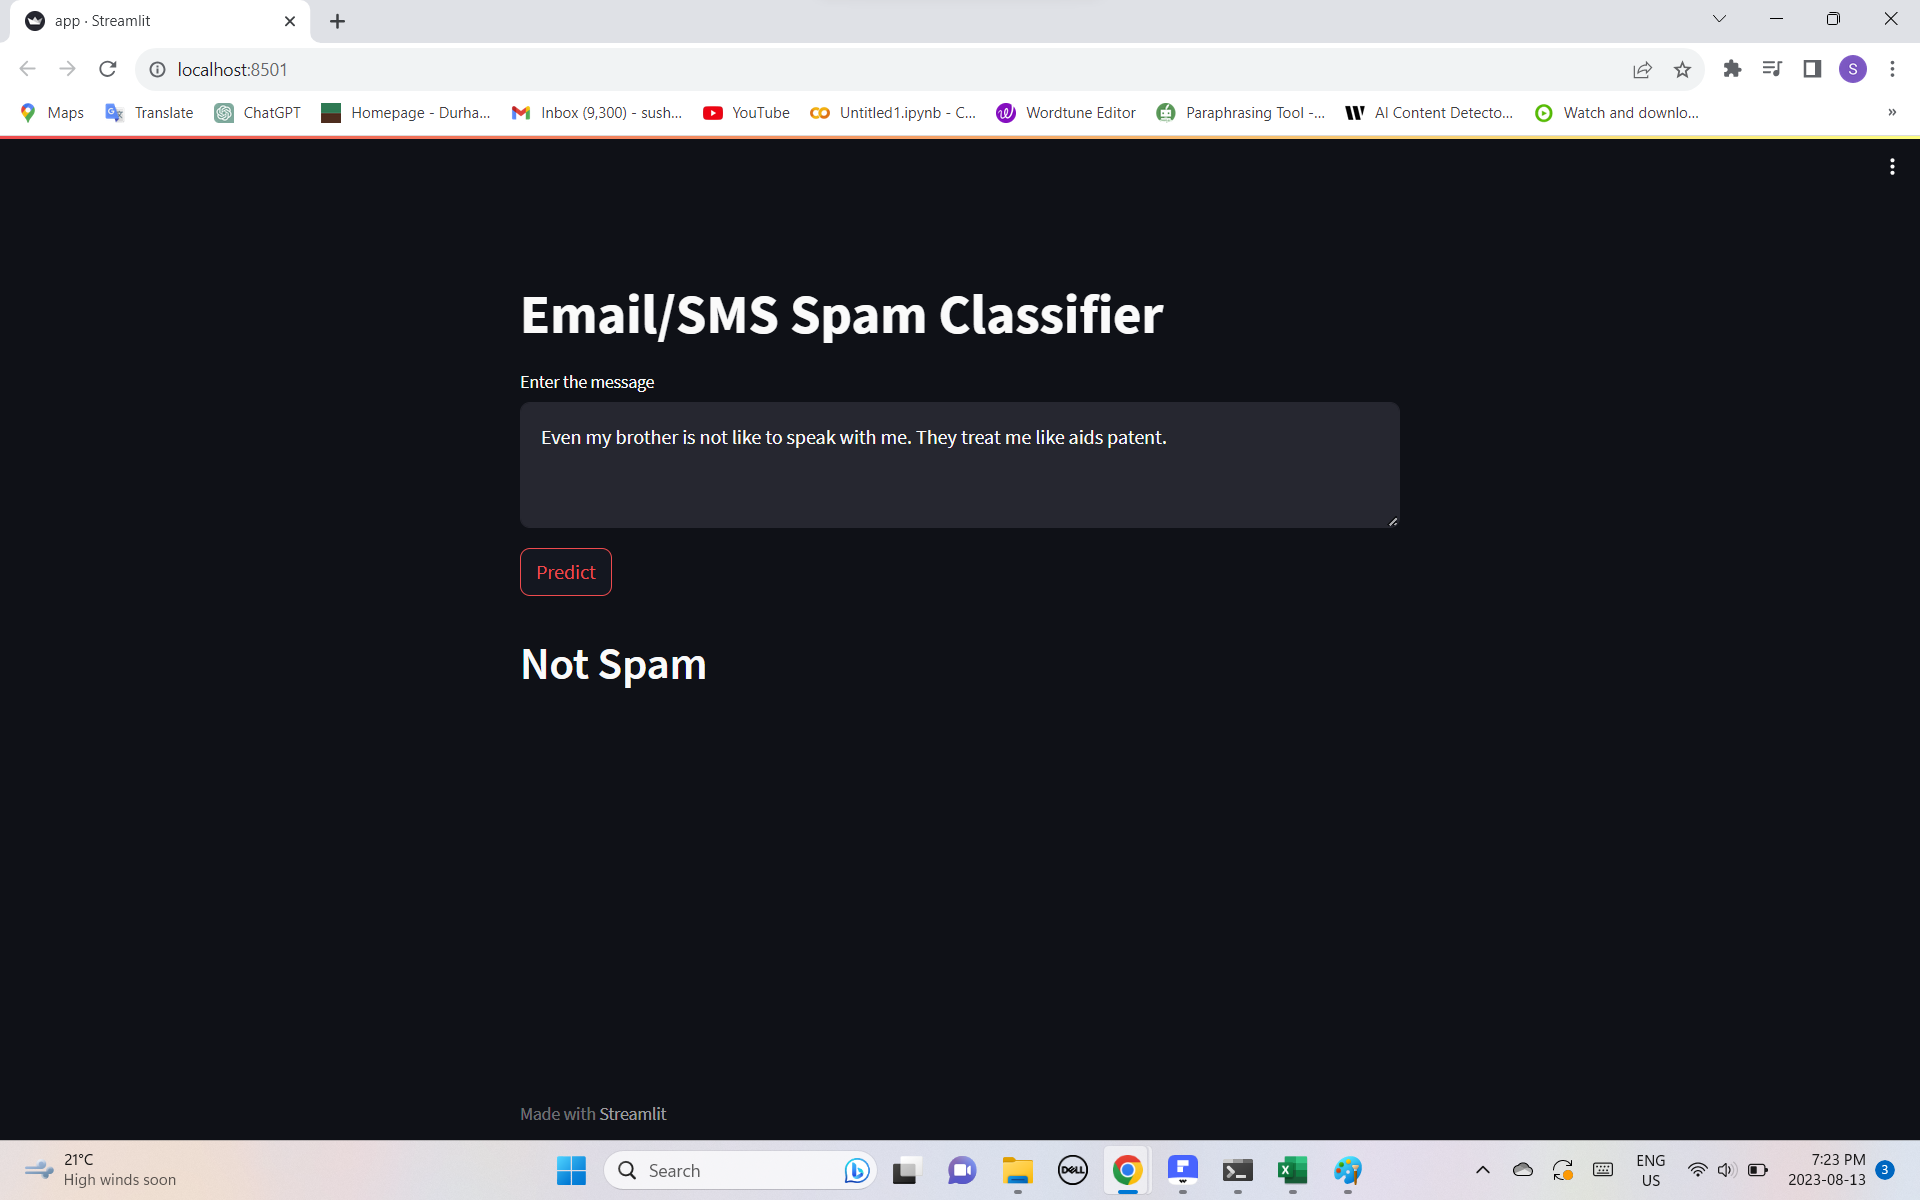 app · Streamlit
localhost:8501
S
Maps Translate ChatGPT Homepage - Durha... Inbox (9,300) - sush... YouTube Untitled1.ipynb - C... Wordtune Editor Paraphrasing Tool -... AI Content Detecto... Watch and downlo... »
Email/SMS Spam Classifier
Enter the message
Even my brother is not like to speak with me. They treat me like aids patent.
Predict
Not Spam
Made with Streamlit
21°C
High winds soon
Search
DELL
ENG
US
7:23 PM
2023-08-13
3